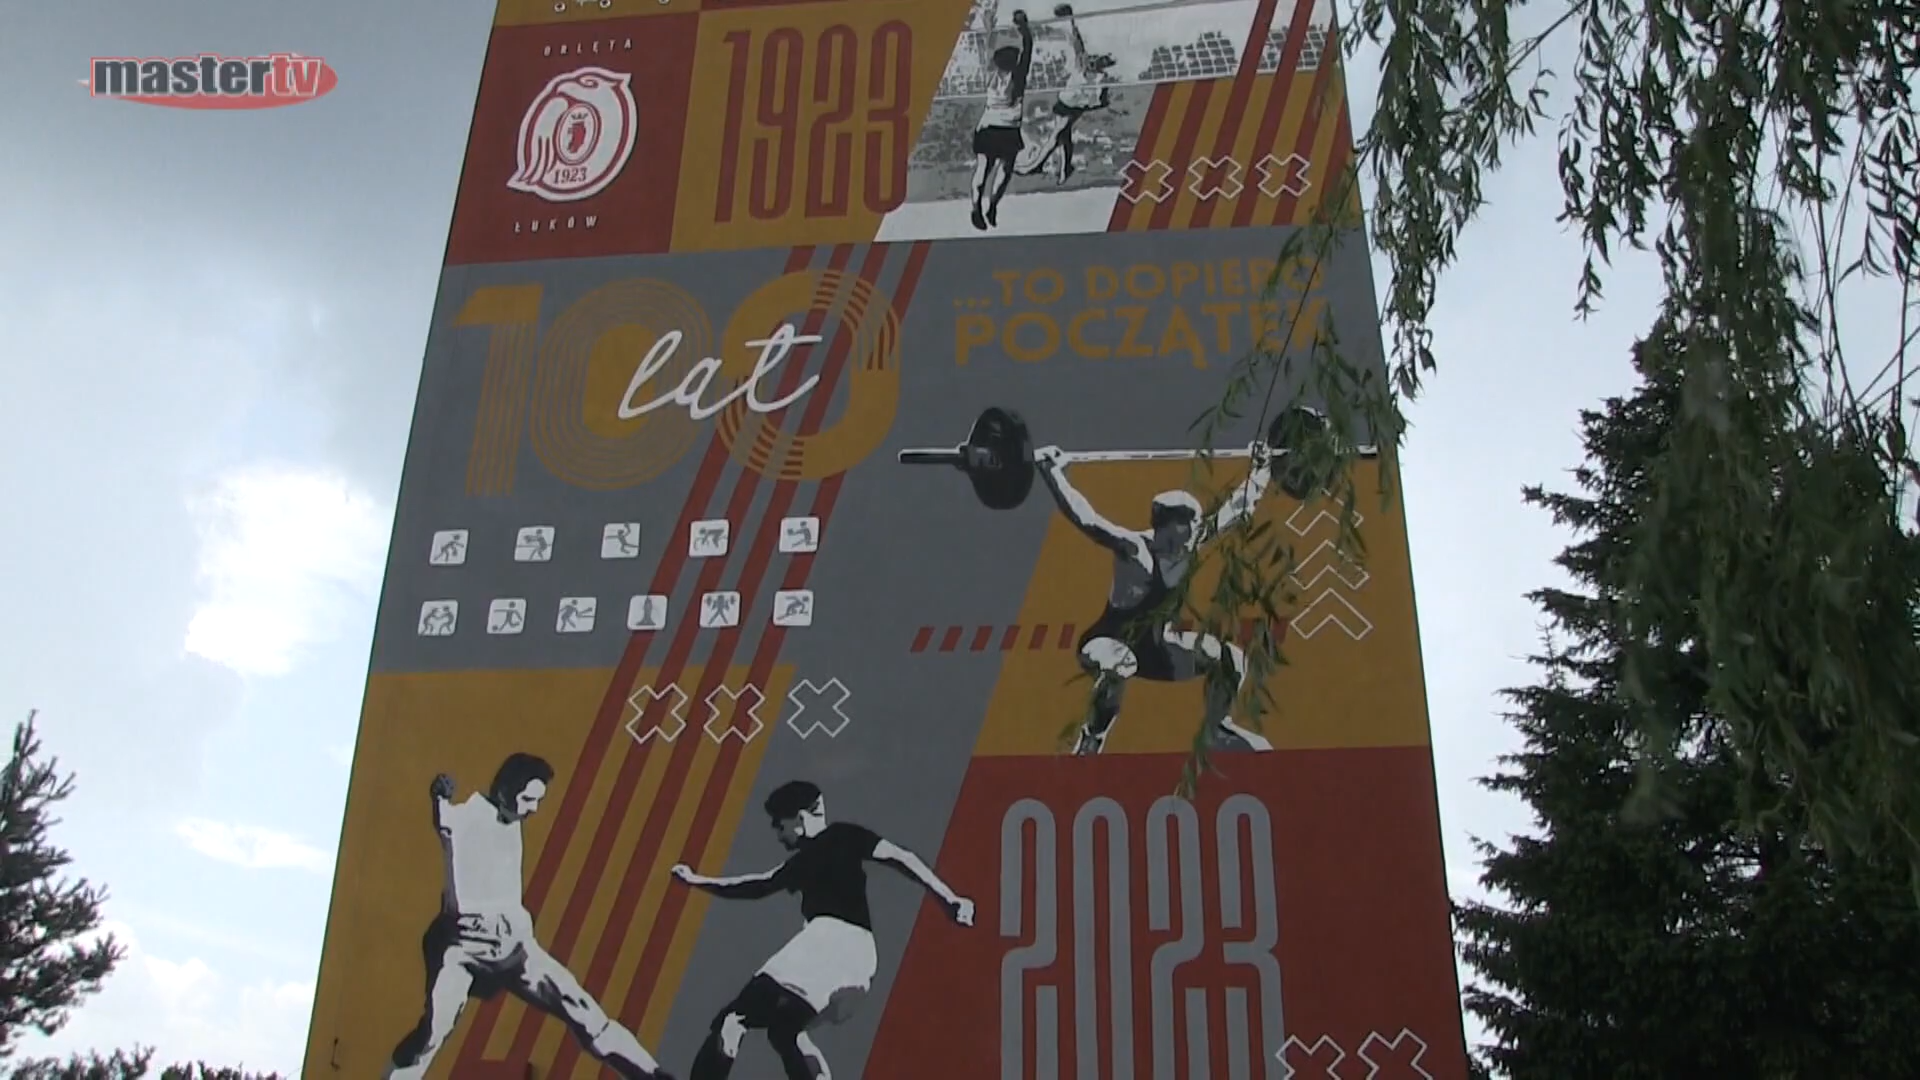 mastertv
ORLĘTA
1923
1923
ŁUKÓW
100
lat
...TO DOPIERO
POCZĄTEK
2023